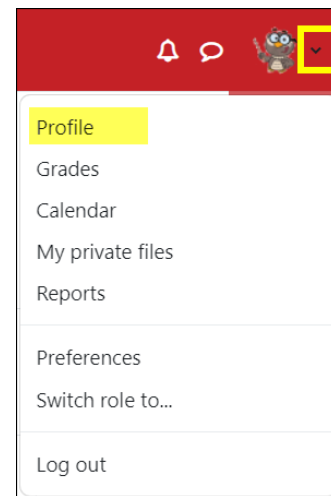 Profile
Grades
Calendar
My private files
Reports
Preferences
Switch role to...
Log out